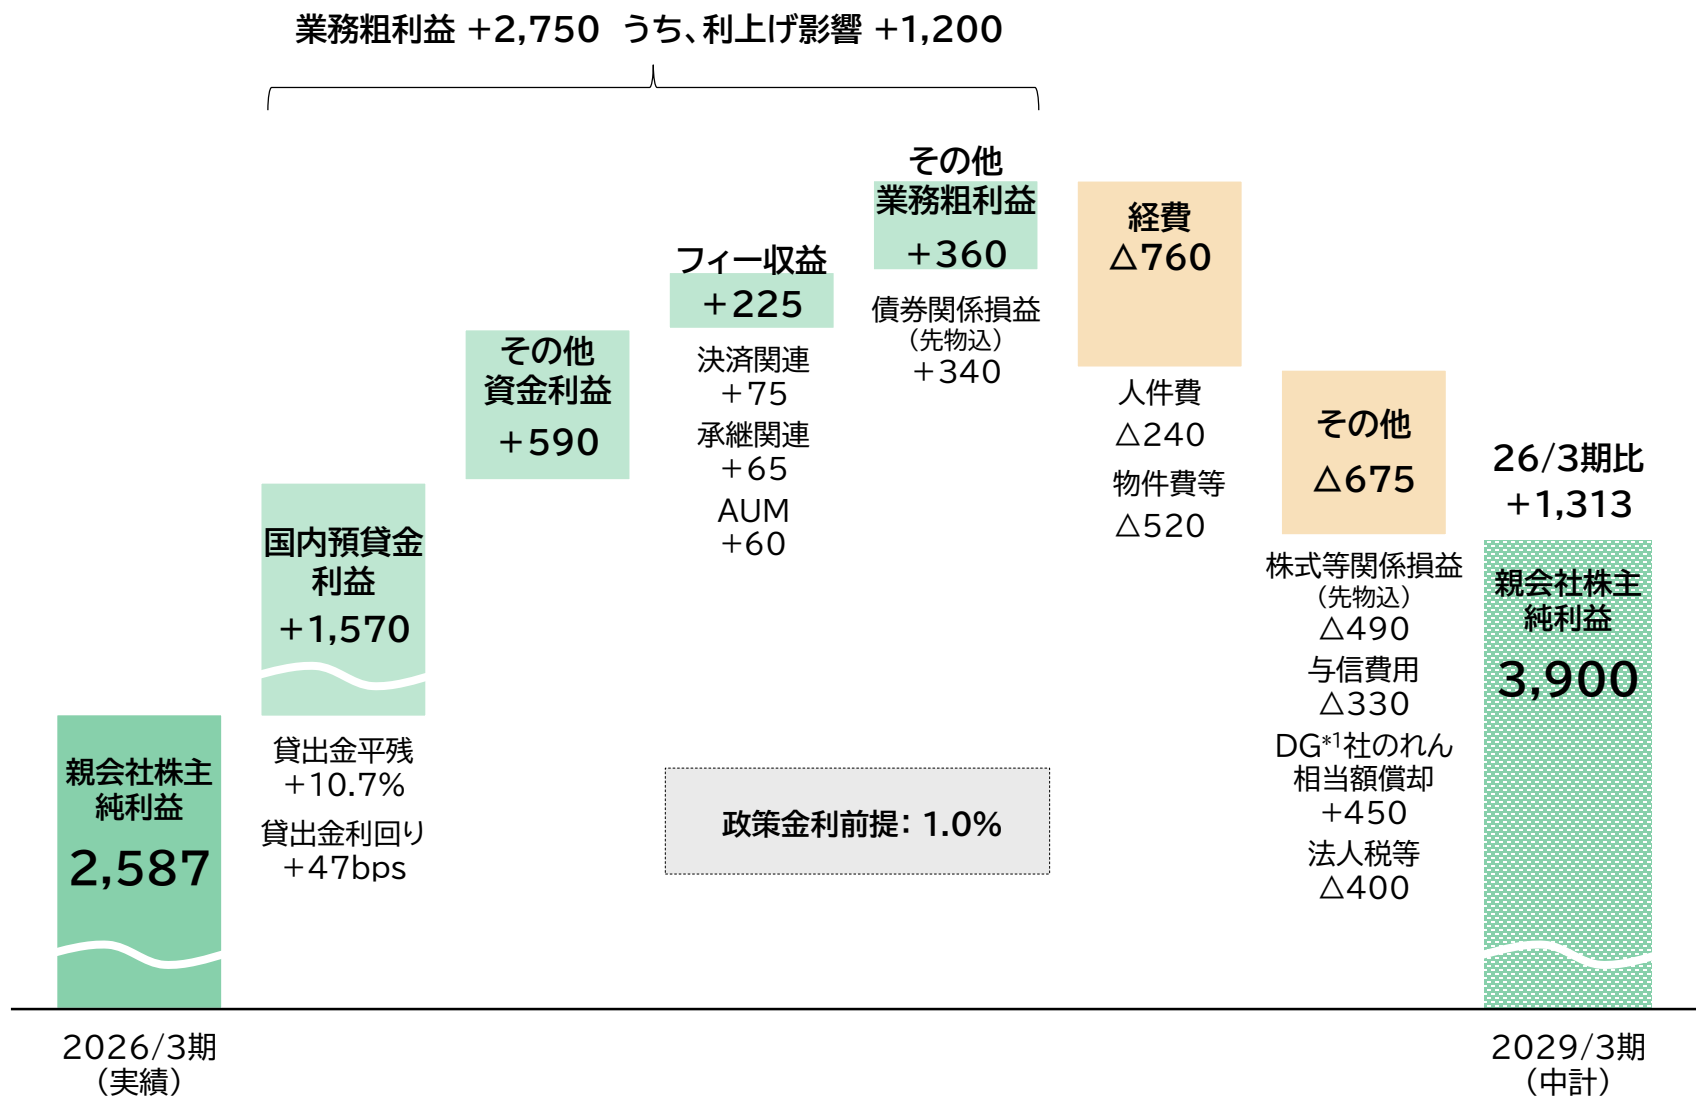 業務粗利益 +2,750 うち、利上げ影響 +1,200
親会社株主
純利益
2,587
国内預貸金
利益
+1,570
貸出金平残
+10.7%
貸出金利回り
+47bps
その他
資金利益
+590
フィー収益
+225
決済関連
+75
承継関連
+65
AUM
+60
その他
業務粗利益
+360
債券関係損益
(先物込)
+340
経費
△760
人件費
△240
物件費等
△520
その他
△675
株式等関係損益
(先物込)
△490
与信費用
△330
DG*1社のれん
相当額償却
+450
法人税等
△400
26/3期比
+1,313
親会社株主
純利益
3,900
政策金利前提: 1.0%
2026/3期
(実績)
2029/3期
(中計)